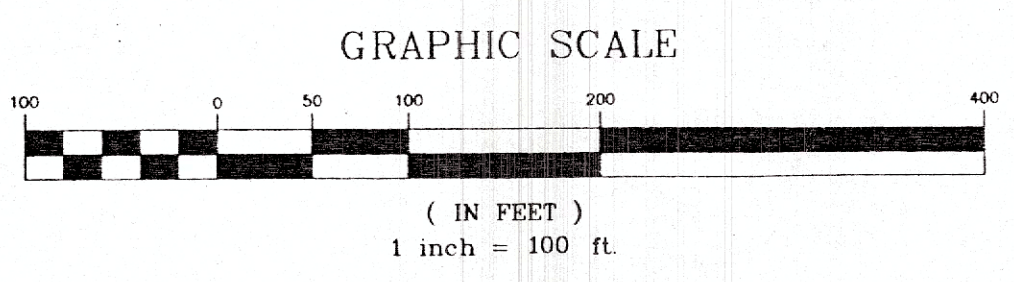 GRAPHIC SCALE
100 0 50 100 200 400
( IN FEET )
1 inch = 100 ft.